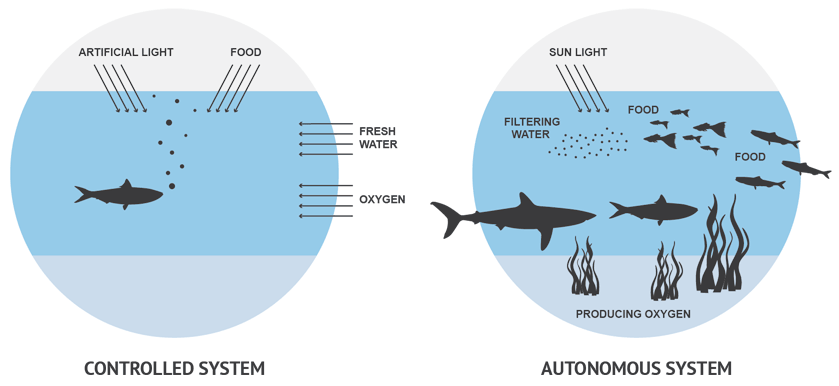 ARTIFICIAL LIGHT
FOOD
FRESH
WATER
OXYGEN
CONTROLLED SYSTEM
SUN LIGHT
FOOD
FILTERING
WATER
FOOD
PRODUCING OXYGEN
AUTONOMOUS SYSTEM